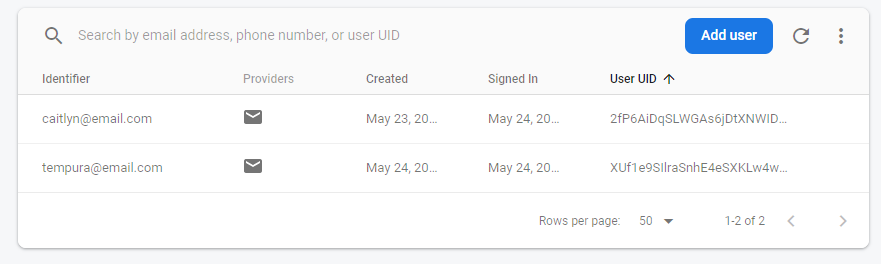 Search by email address, phone number, or user UID Add user
Identifier Providers Created Signed In User UID
caitlyn@email.com May 23, 20... May 24, 20... 2fP6AiDqSLWGAs6jDtXNWID...
tempura@email.com May 24, 20... May 24, 20... XUf1e9SIlraSnhE4eSXKLw4w...
Rows per page: 50 1-2 of 2